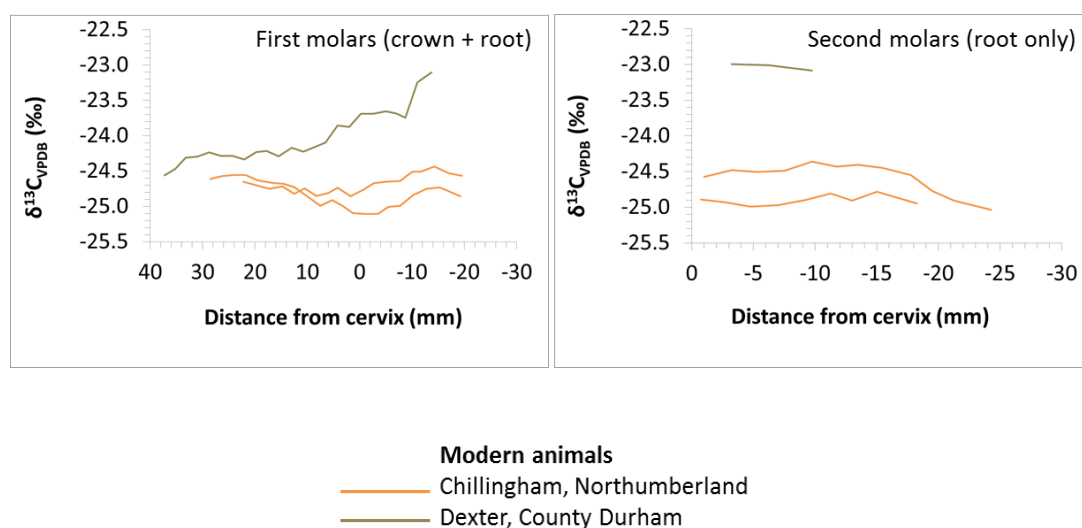 First molars (crown + root)
δ¹³C_VPDB (‰)
-22.5
-23.0
-23.5
-24.0
-24.5
-25.0
-25.5
40 30 20 10 0 -10 -20 -30
Distance from cervix (mm)
Second molars (root only)
δ¹³C_VPDB (‰)
-22.5
-23.0
-23.5
-24.0
-24.5
-25.0
-25.5
0 -5 -10 -15 -20 -25 -30
Distance from cervix (mm)
Modern animals
Chillingham, Northumberland
Dexter, County Durham